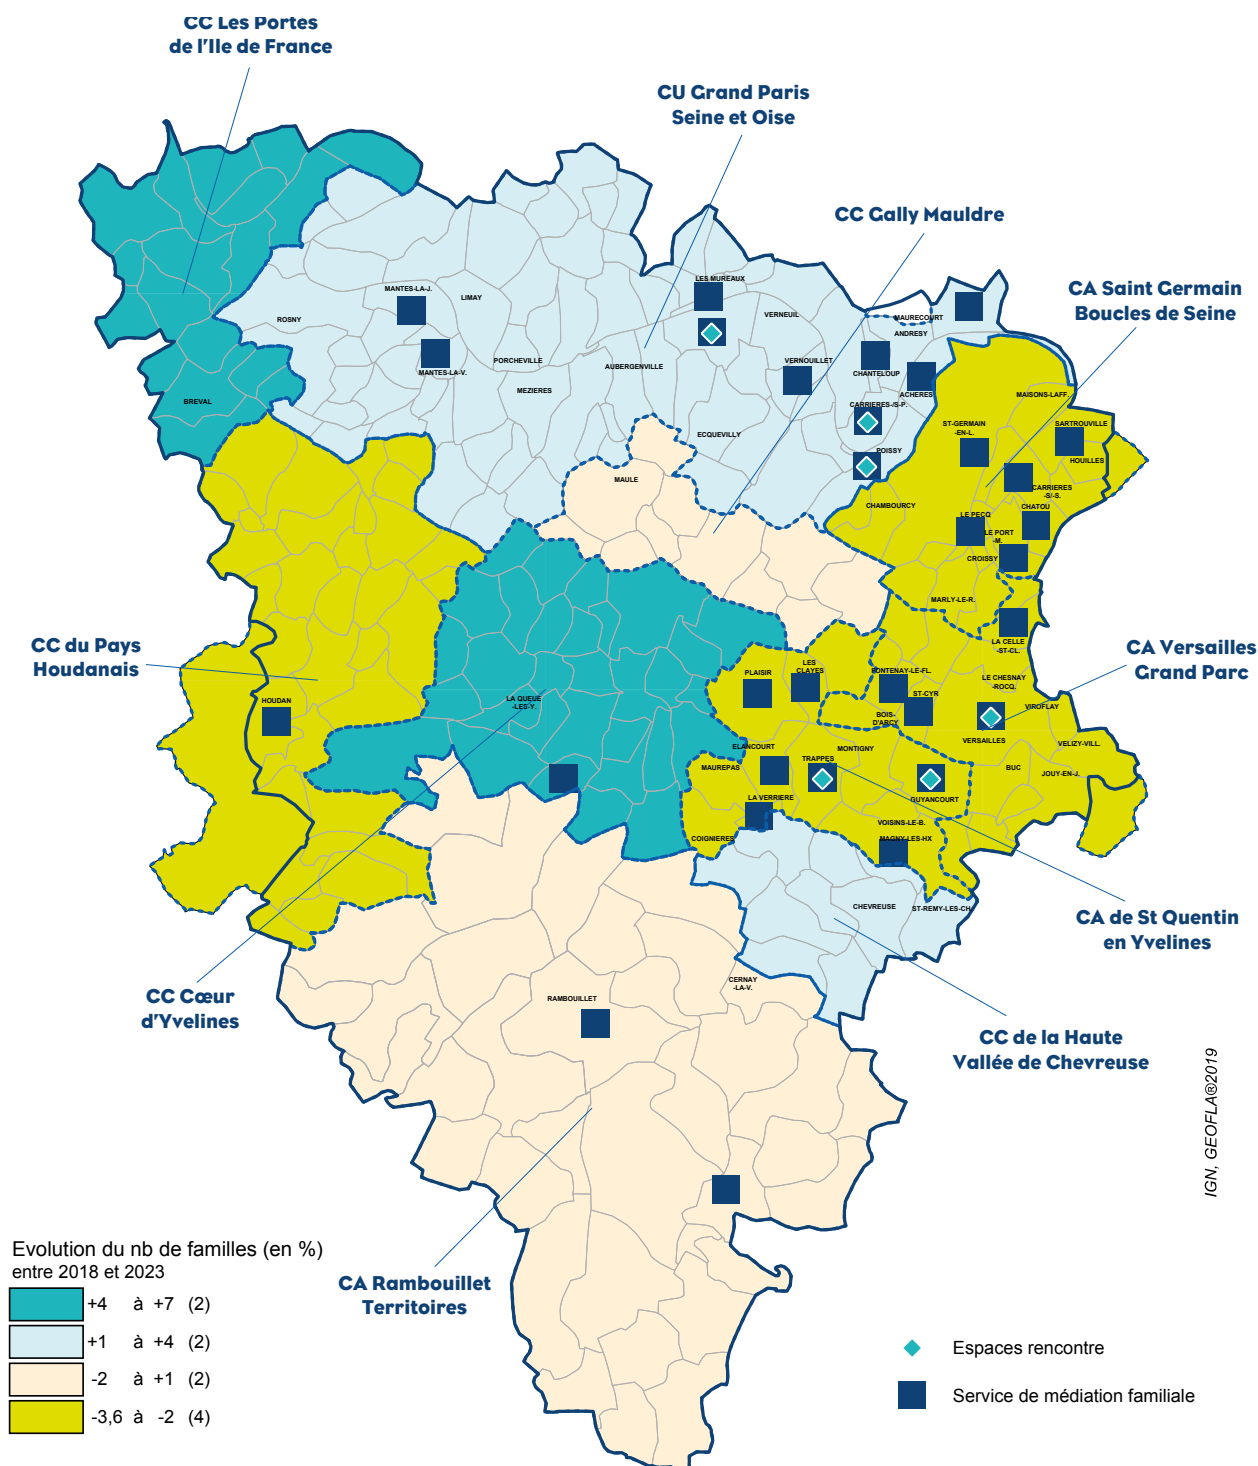 CC Les Portes
de l'Ile de France
CU Grand Paris
Seine et Oise
CC Gally Mauldre
CA Saint Germain
Boucles de Seine
LES MUREAUX
MANTES-LA-J.
LIMAY
ROSNY
VERNEUIL
MAURECOURT
ANDRESY
PORCHEVILLE
MANTES-LA-V.
MEZIERES
AUBERGENVILLE
VERNOUILLET
CHANTELOUP
ACHERES
CARRIERES-/S-P.
BREVAL
MAISONS-LAFF.
ST-GERMAIN
-EN-L.
SARTROUVILLE
HOUILLES
ECQUEVILLY
POISSY
MAULE
CARRIERES
-S/-S.
CHAMBOURCY
CHATOU
LE PECQ
LE PORT
-M.
CROISSY
MARLY-LE-R.
LA CELLE
-ST-CL.
CC du Pays
Houdanais
CA Versailles
Grand Parc
HOUDAN
LA QUEUE
-LES-Y.
PLAISIR
LES
CLAYES
FONTENAY-LE-FL.
ST-CYR
LE CHESNAY
-ROCQ.
VIROFLAY
BOIS-
D'ARCY
VERSAILLES
VELIZY-VILL.
ELANCOURT
MONTIGNY
MAUREPAS
TRAPPES
BUC
JOUY-EN-J.
LA VERRIERE
GUYANCOURT
VOISINS-LE-B.
COIGNIERES
MAGNY-LES-HX
CHEVREUSE
ST-REMY-LES-CH.
CA de St Quentin
en Yvelines
CC Cœur
d'Yvelines
CERNAY
-LA-V.
RAMBOUILLET
CC de la Haute
Vallée de Chevreuse
IGN, GEOFLA®2019
CA Rambouillet
Territoires
Evolution du nb de familles (en %)
entre 2018 et 2023
+4 à +7 (2)
+1 à +4 (2)
-2 à +1 (2)
-3,6 à -2 (4)
Espaces rencontre
Service de médiation familiale